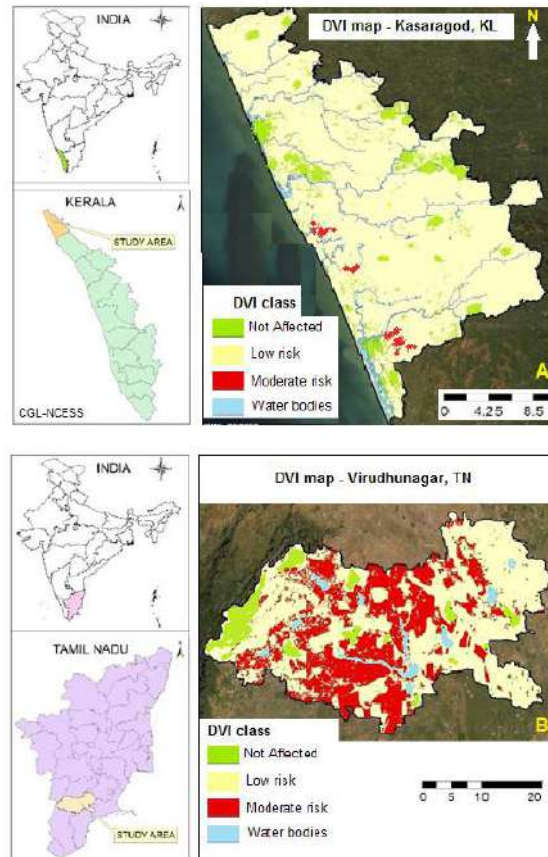 INDIA
KERALA
STUDY AREA
CGL-NCESS
DVI map - Kasaragod, KL
N
DVI class
Not Affected
Low risk
Moderate risk
Water bodies
A
0 4.25 8.5
INDIA
TAMIL NADU
STUDY AREA
DVI map - Virudhunagar, TN
B
DVI class
Not Affected
Low risk
Moderate risk
Water bodies
0 5 10 20